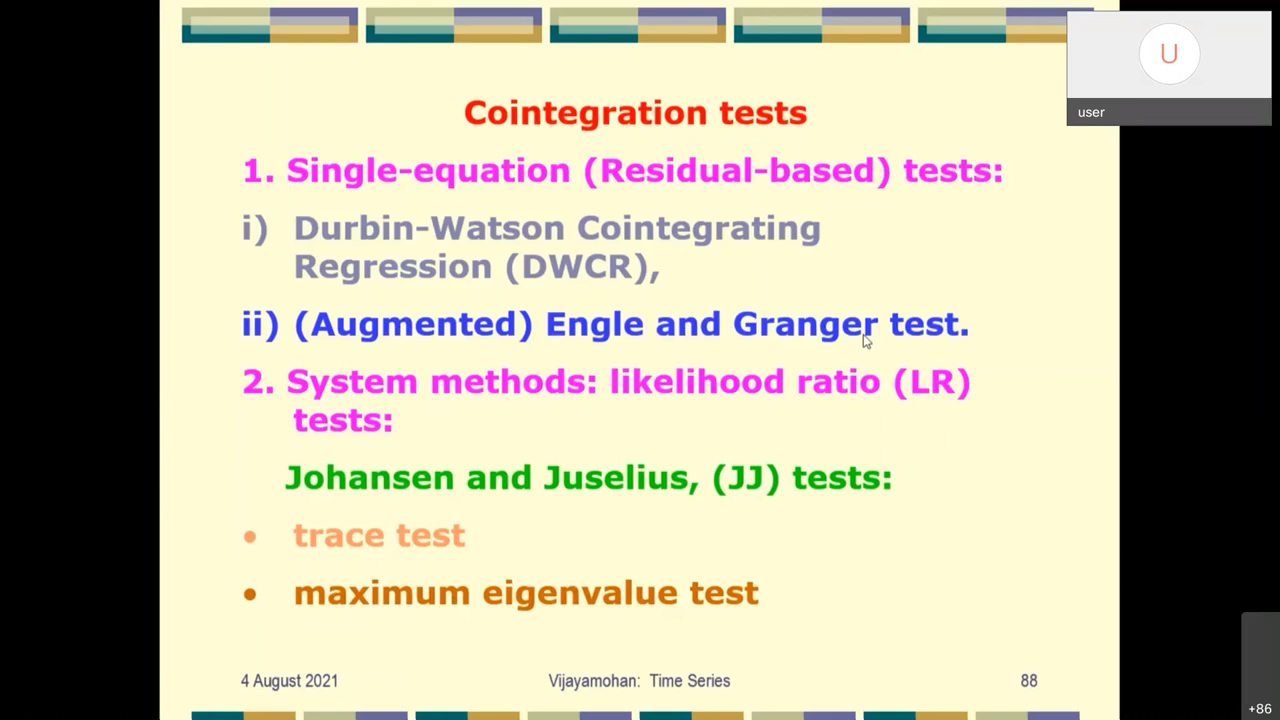 Cointegration tests
1. Single-equation (Residual-based) tests:
i) Durbin-Watson Cointegrating
Regression (DWCR),
ii) (Augmented) Engle and Granger test.
2. System methods: likelihood ratio (LR)
tests:
Johansen and Juselius, (JJ) tests:
• trace test
• maximum eigenvalue test
4 August 2021
Vijayamohan: Time Series
88
U
user
+86